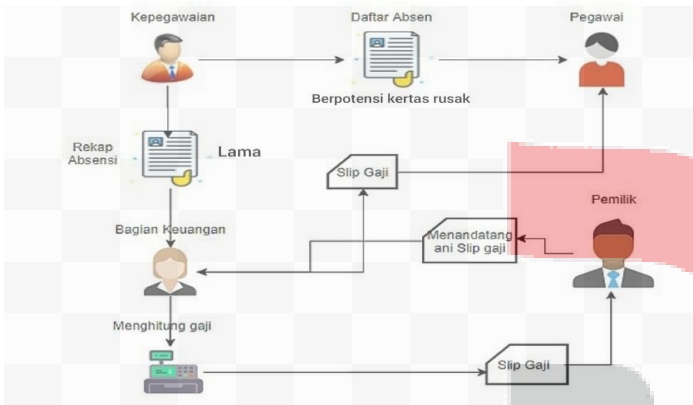 Kepegawaian
Daftar Absen
Pegawai
Berpotensi kertas rusak
Rekap
Absensi
Lama
Slip Gaji
Pemilik
Bagian Keuangan
Menandatang
ani Slip gaji
Menghitung gaji
Slip Gaji